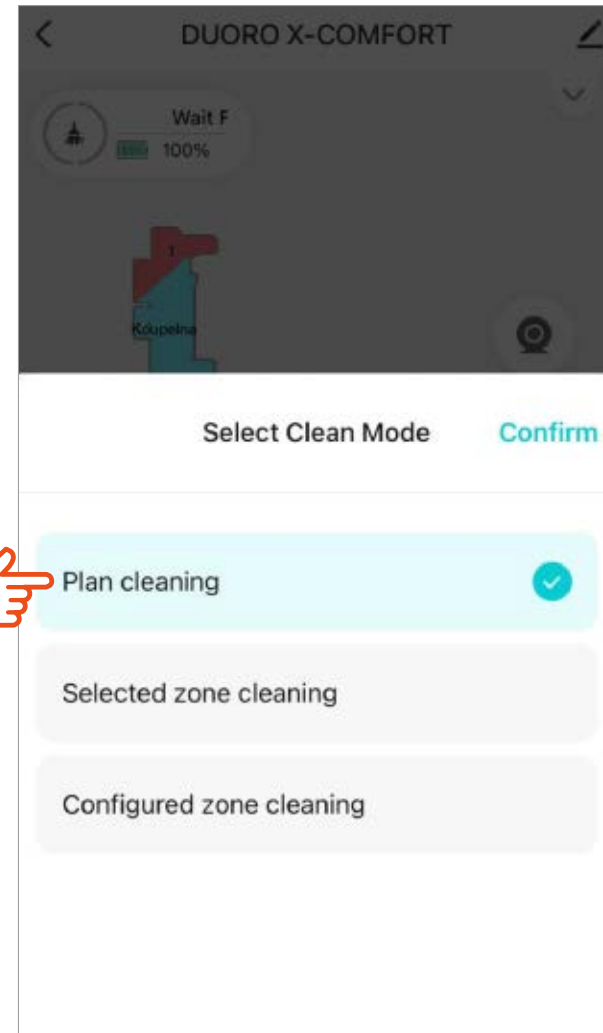 DUORO X-COMFORT
Wait F
100%
1
Koupelna
Select Clean Mode
Confirm
Plan cleaning
Selected zone cleaning
Configured zone cleaning